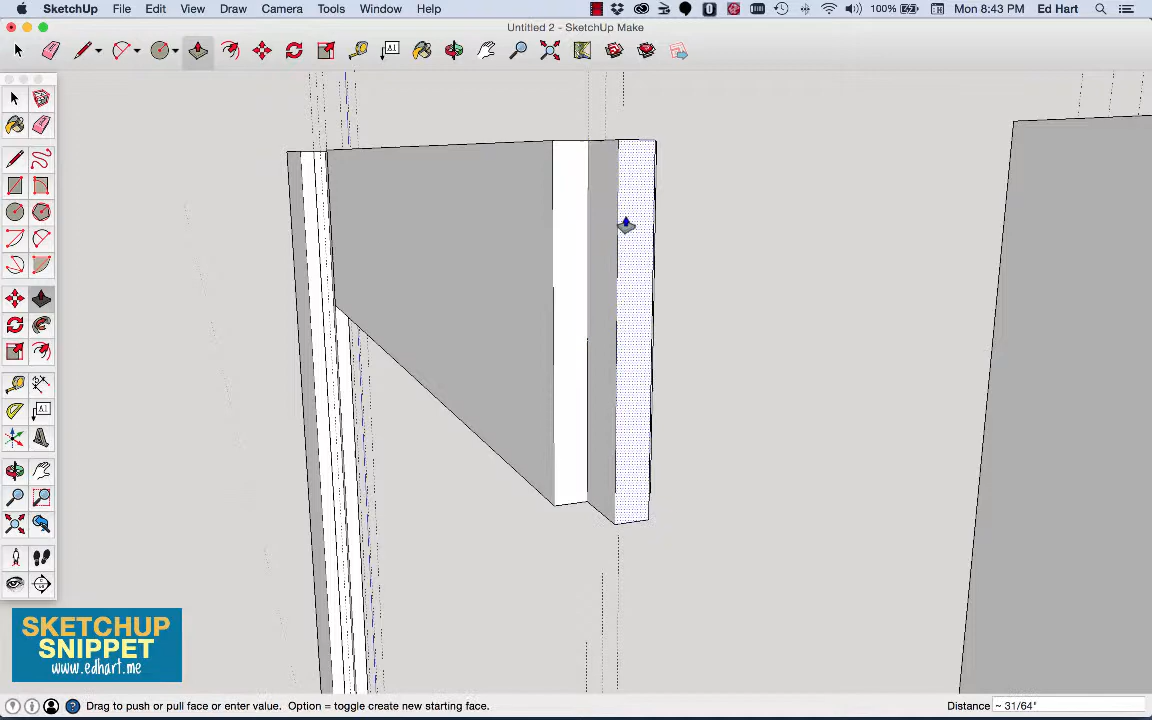 SketchUp File Edit View Draw Camera Tools Window Help
100% Mon 8:43 PM Ed Hart
Untitled 2 - SketchUp Make
A1
A1
SKETCHUP
SNIPPET
www.edhart.me
Drag to push or pull face or enter value. Option = toggle create new starting face.
Distance ~ 31/64"